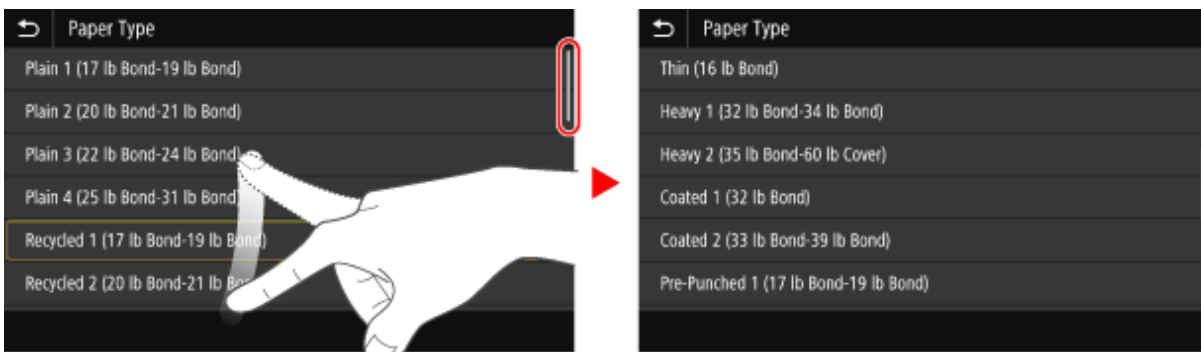 Paper Type
Plain 1 (17 lb Bond-19 lb Bond)
Plain 2 (20 lb Bond-21 lb Bond)
Plain 3 (22 lb Bond-24 lb Bond)
Plain 4 (25 lb Bond-31 lb Bond)
Recycled 1 (17 lb Bond-19 lb Bond)
Recycled 2 (20 lb Bond-21 lb
Paper Type
Thin (16 lb Bond)
Heavy 1 (32 lb Bond-34 lb Bond)
Heavy 2 (35 lb Bond-60 lb Cover)
Coated 1 (32 lb Bond)
Coated 2 (33 lb Bond-39 lb Bond)
Pre-Punched 1 (17 lb Bond-19 lb Bond)